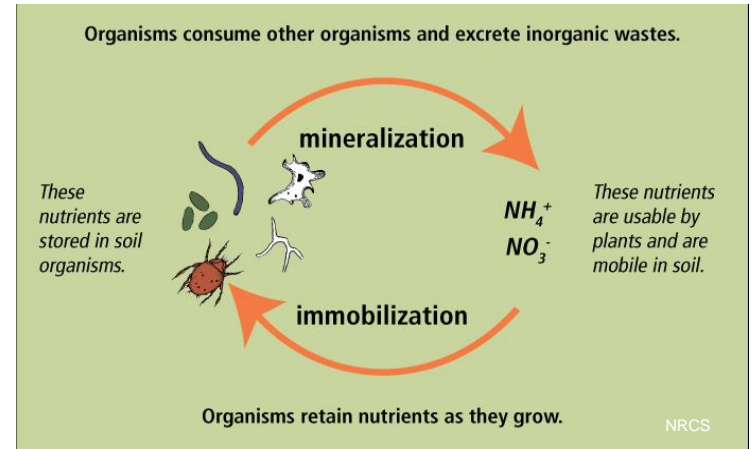 Organisms consume other organisms and excrete inorganic wastes.
mineralization
These
nutrients are
stored in soil
organisms.
NH₄⁺
NO₃⁻
These nutrients
are usable by
plants and are
mobile in soil.
immobilization
Organisms retain nutrients as they grow.
NRCS